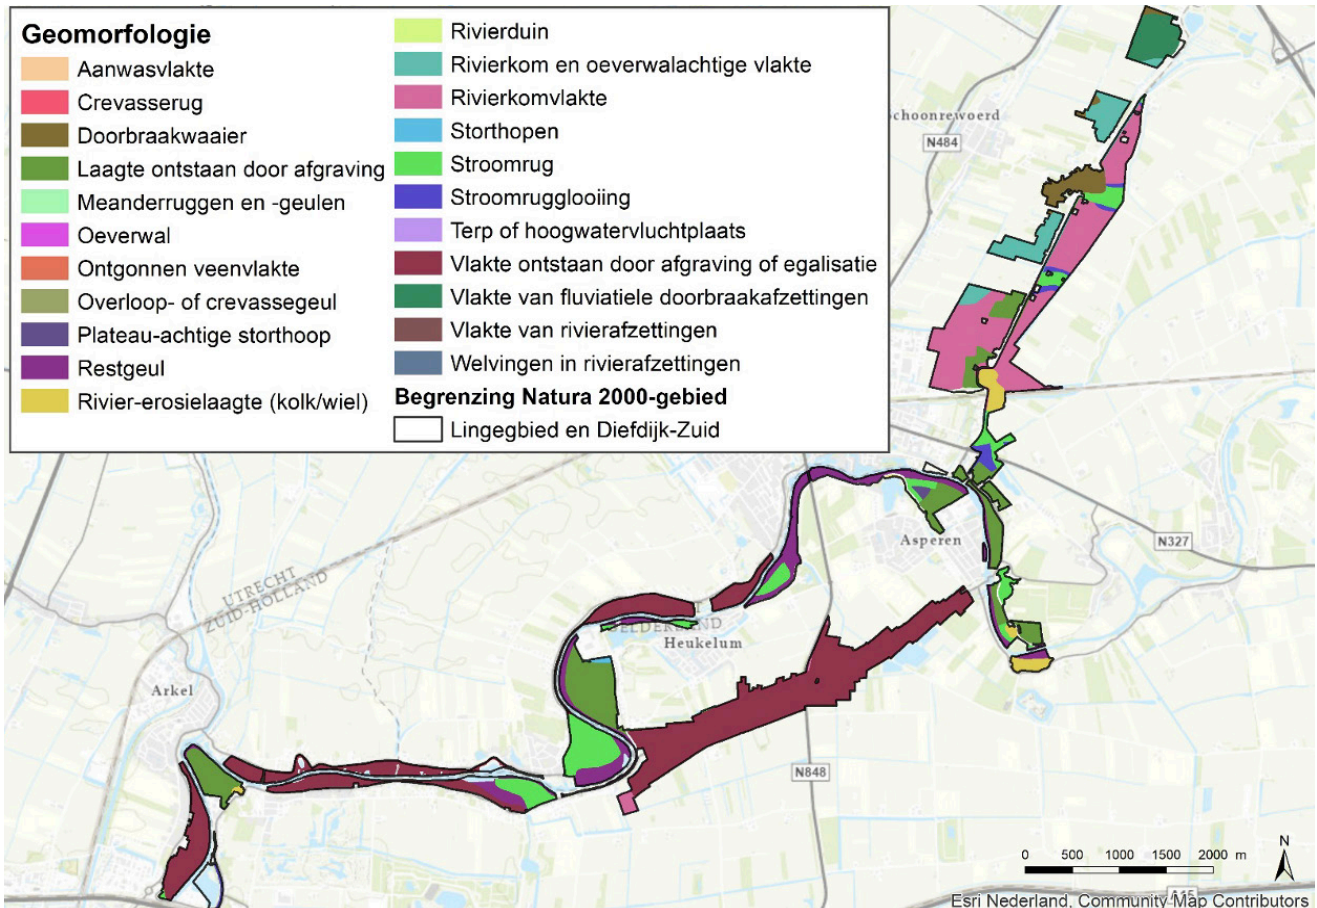 Geomorfologie
Aanwasvlakte
Crevasserug
Doorbraakwaaier
Laagte ontstaan door afgraving
Meanderruggen en -geulen
Oeverwal
Ontgonnen veenvlakte
Overloop- of crevassegeul
Plateau-achtige storthoop
Restgeul
Rivier-erosielaagte (kolk/wiel)
Rivierduin
Rivierkom en oeverwalachtige vlakte
Rivierkomvlakte
Storthopen
Stroomrug
Stroomrugglooiing
Terp of hoogwatervluchtplaats
Vlakte ontstaan door afgraving of egalisatie
Vlakte van fluviatiele doorbraakafzettingen
Vlakte van rivierafzettingen
Welvingen in rivierafzettingen
Begrenzing Natura 2000-gebied
Lingegbied en Diefdijk-Zuid
choonrewoerd
N484
Asperen
N327
UTRECHT
ZUID-HOLLAND
GELDERLAND
Heukelum
Arkel
N848
0 500 1000 1500 2000 m
N
A15
Esri Nederland, Community Map Contributors